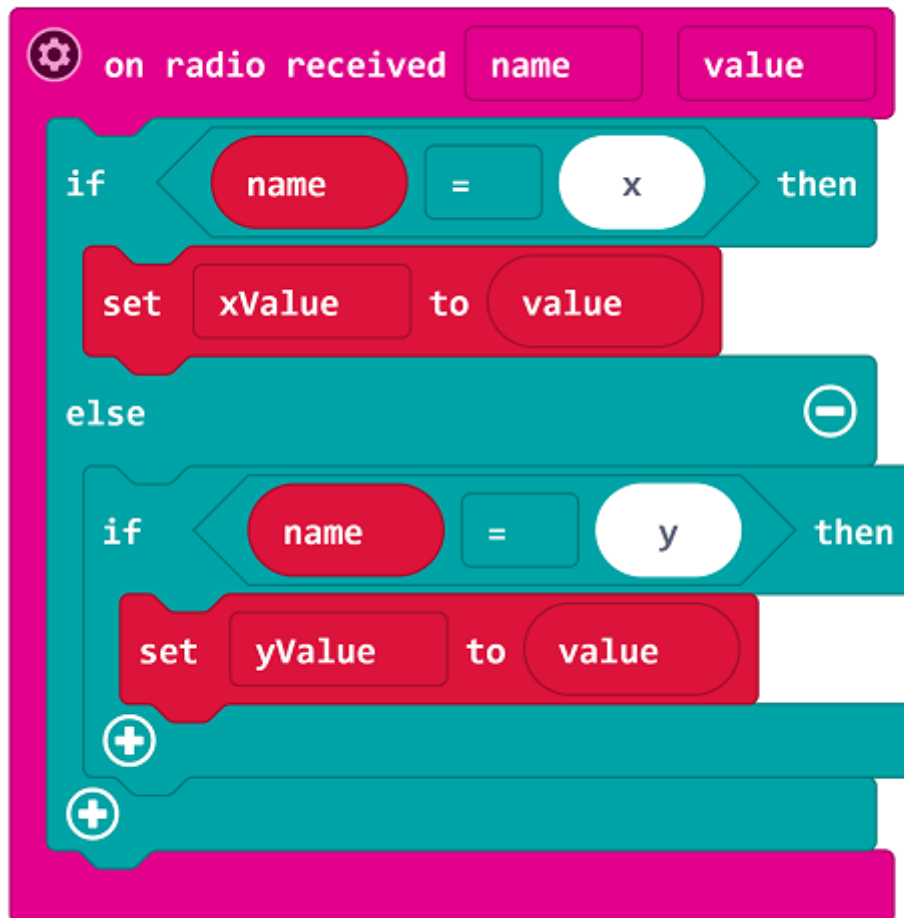 on radio received name value
if name = x then
set xValue to value
else
if name = y then
set yValue to value